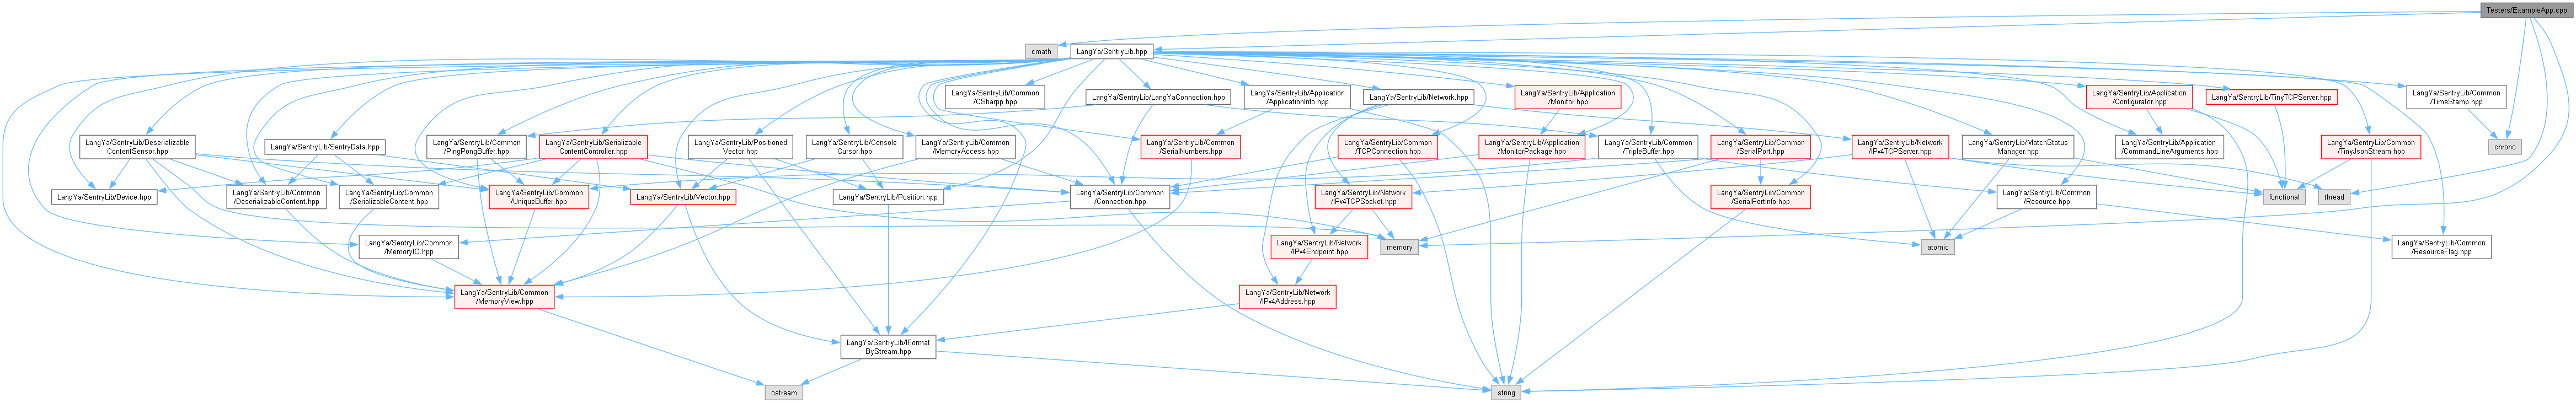 Testers/ExampleApp.cpp
cmath
LangYa/SentryLib.hpp
LangYa/SentryLib/Common
/CSharpp.hpp
LangYa/SentryLib/LangYaConnection.hpp
LangYa/SentryLib/Application
/ApplicationInfo.hpp
LangYa/SentryLib/Network.hpp
LangYa/SentryLib/Application
/Monitor.hpp
LangYa/SentryLib/Application
/Configurator.hpp
LangYa/SentryLib/TinyTCPServer.hpp
LangYa/SentryLib/Common
/TimeStamp.hpp
LangYa/SentryLib/Deserializable
ContentSensor.hpp
LangYa/SentryLib/SentryData.hpp
LangYa/SentryLib/Common
/PingPongBuffer.hpp
LangYa/SentryLib/Serializable
ContentController.hpp
LangYa/SentryLib/Positioned
Vector.hpp
LangYa/SentryLib/Console
Cursor.hpp
LangYa/SentryLib/Common
/MemoryAccess.hpp
LangYa/SentryLib/Common
/SerialNumbers.hpp
LangYa/SentryLib/Common
/TCPConnection.hpp
LangYa/SentryLib/Application
/MonitorPackage.hpp
LangYa/SentryLib/Common
/TripleBuffer.hpp
LangYa/SentryLib/Common
/SerialPort.hpp
LangYa/SentryLib/Network
/IPv4TCPServer.hpp
LangYa/SentryLib/MatchStatus
Manager.hpp
LangYa/SentryLib/Application
/CommandLineArguments.hpp
LangYa/SentryLib/Common
/TinyJsonStream.hpp
chrono
LangYa/SentryLib/Device.hpp
LangYa/SentryLib/Common
/DeserializableContent.hpp
LangYa/SentryLib/Common
/SerializableContent.hpp
LangYa/SentryLib/Common
/UniqueBuffer.hpp
LangYa/SentryLib/Vector.hpp
LangYa/SentryLib/Position.hpp
LangYa/SentryLib/Common
/Connection.hpp
LangYa/SentryLib/Network
/IPv4TCPSocket.hpp
LangYa/SentryLib/Common
/SerialPortInfo.hpp
LangYa/SentryLib/Common
/Resource.hpp
functional
thread
LangYa/SentryLib/Common
/MemoryIO.hpp
LangYa/SentryLib/Network
/IPv4Endpoint.hpp
memory
atomic
LangYa/SentryLib/Common
/ResourceFlag.hpp
LangYa/SentryLib/Common
/MemoryView.hpp
LangYa/SentryLib/Network
/IPv4Address.hpp
LangYa/SentryLib/IFormat
ByStream.hpp
ostream
string